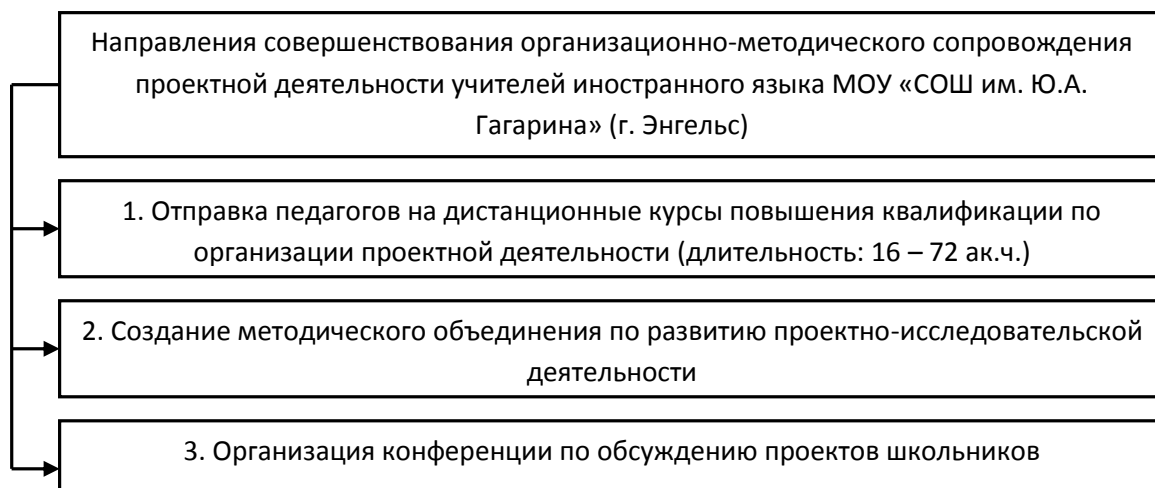 Направления совершенствования организационно-методического сопровождения
проектной деятельности учителей иностранного языка МОУ «СОШ им. Ю.А.
Гагарина» (г. Энгельс)
1. Отправка педагогов на дистанционные курсы повышения квалификации по
организации проектной деятельности (длительность: 16 – 72 ак.ч.)
2. Создание методического объединения по развитию проектно-исследовательской
деятельности
3. Организация конференции по обсуждению проектов школьников